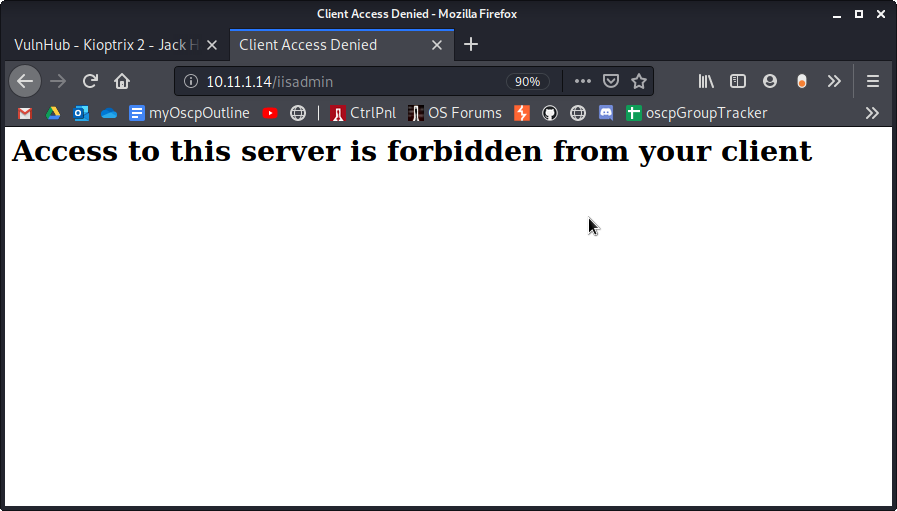 Client Access Denied - Mozilla Firefox
VulnHub - Kioptrix 2 - Jack H
Client Access Denied
10.11.1.14/iisadmin 90%
myOscpOutline CtrlPnl OS Forums oscpGroupTracker
Access to this server is forbidden from your client